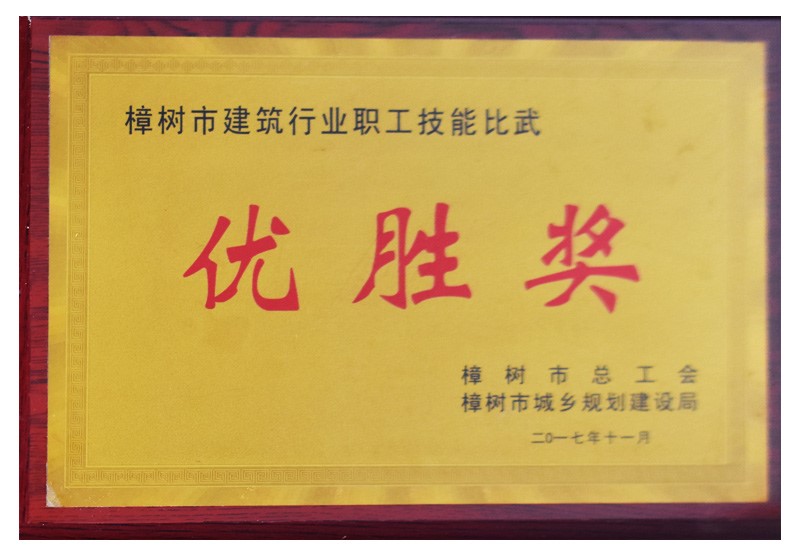 樟树市建筑行业职工技能比武
优胜奖
樟树市总工会
樟树市城乡规划建设局
二〇一七年十一月